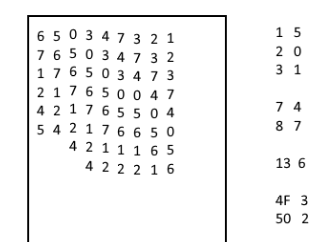 6 5 0 3 4 7 3 2 1
7 6 5 0 3 4 7 3 2
1 7 6 5 0 3 4 7 3
2 1 7 6 5 0 0 4 7
4 2 1 7 6 5 5 0 4
5 4 2 1 7 6 6 5 0
4 2 1 1 1 6 5
4 2 2 2 1 6
1 5
2 0
3 1
7 4
8 7
13 6
4F 3
50 2